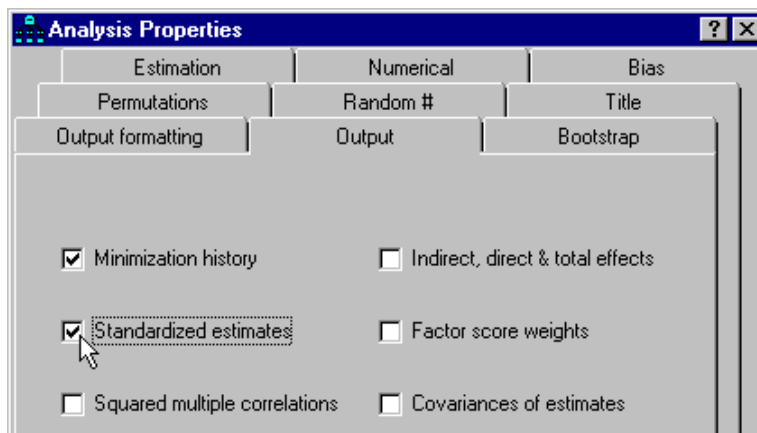 Analysis Properties
Estimation Numerical Bias
Permutations Random # Title
Output formatting Output Bootstrap
Minimization history Indirect, direct & total effects
Standardized estimates Factor score weights
Squared multiple correlations Covariances of estimates